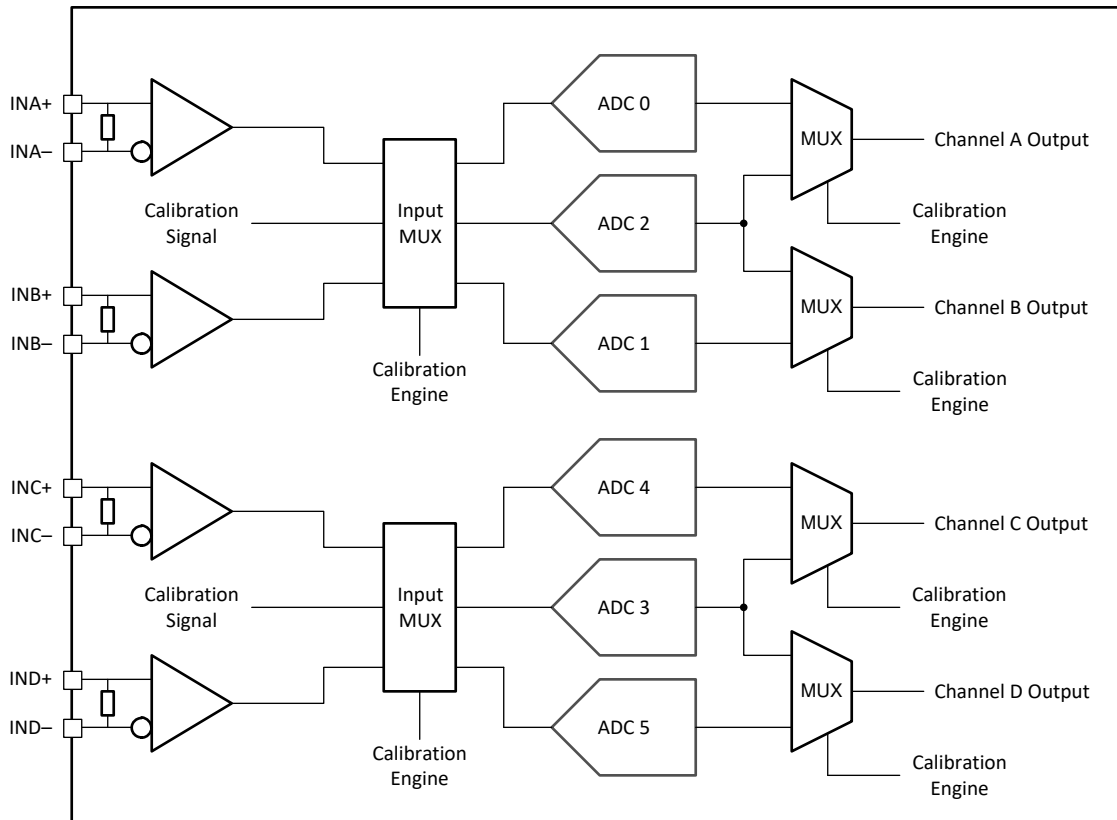 INA+
INA–
ADC 0
MUX
Channel A Output
Calibration
Signal
Input
MUX
ADC 2
Calibration
Engine
INB+
INB–
ADC 1
MUX
Channel B Output
Calibration
Engine
Calibration
Engine
INC+
INC–
ADC 4
MUX
Channel C Output
Calibration
Signal
Input
MUX
ADC 3
Calibration
Engine
IND+
IND–
ADC 5
MUX
Channel D Output
Calibration
Engine
Calibration
Engine